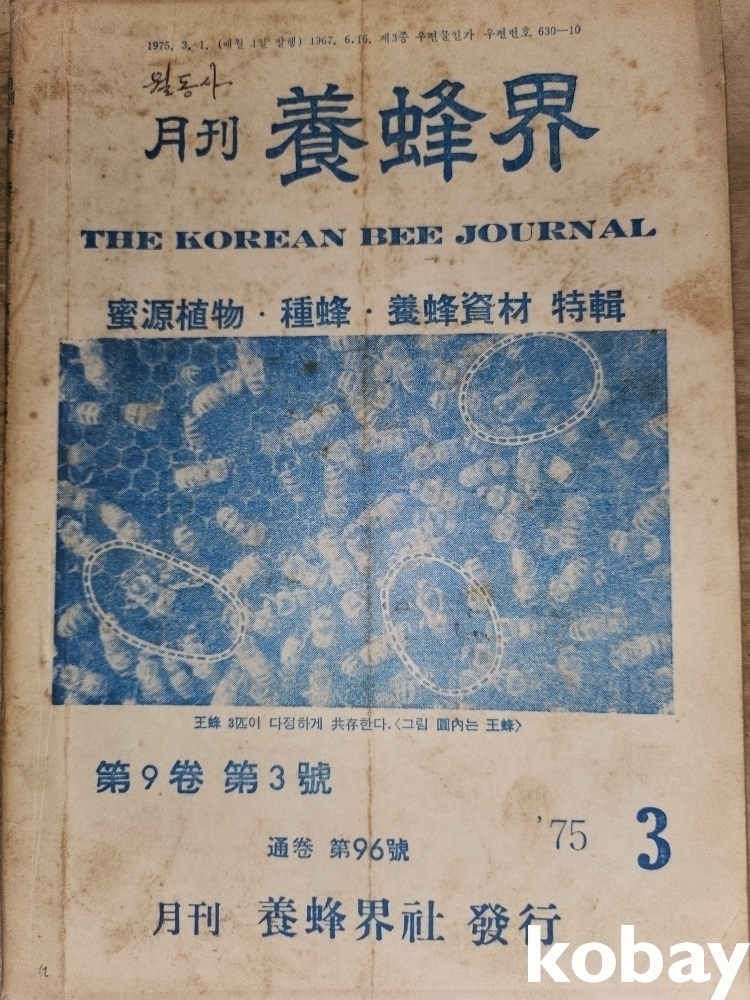 1975. 3. 1. (매월 1일 발행) 1967. 6.16. 제3종 우편물인가 우편번호 630—10
월동사
月刊 養蜂界
THE KOREAN BEE JOURNAL
蜜源植物 · 種蜂 · 養蜂資材 特輯
王蜂 3匹이 다정하게 共存한다.〈그림 圓內는 王蜂〉
第9卷 第3號
通卷 第96號
'75 3
月刊 養蜂界社 發行
kobay